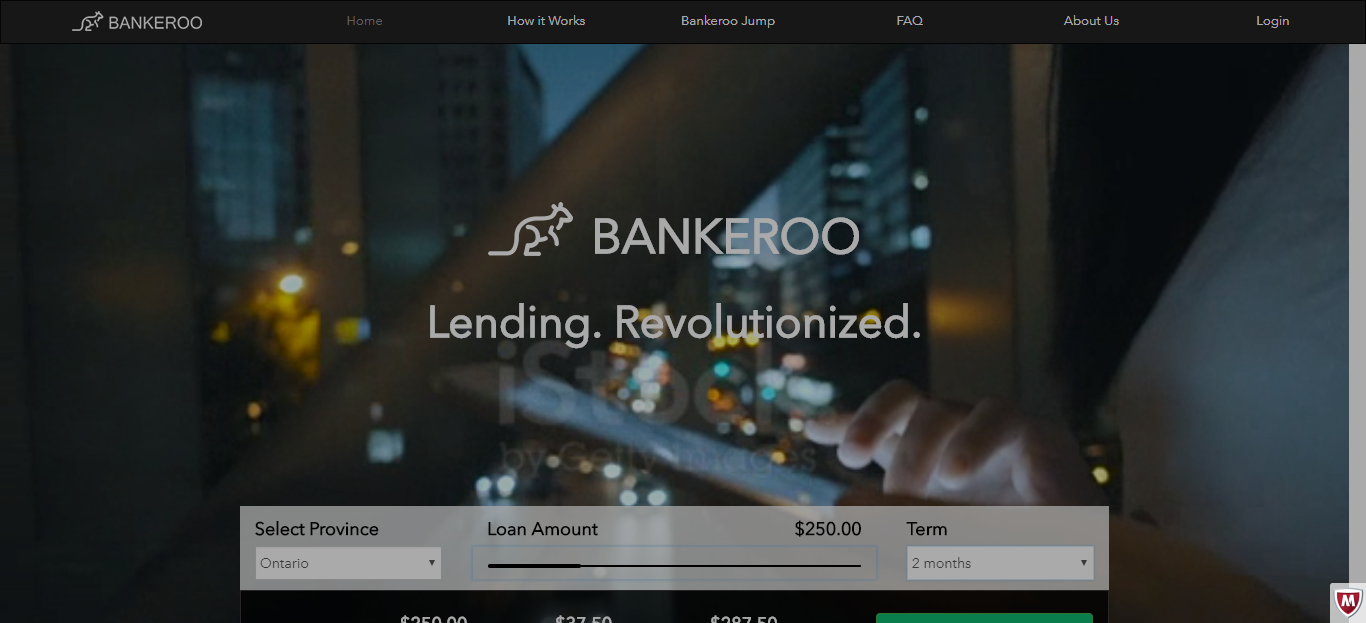 BANKEROO
Home
How it Works
Bankeroo Jump
FAQ
About Us
Login
BANKEROO
Lending. Revolutionized.
iStock
by Getty Images
Select Province
Loan Amount
$250.00
Term
Ontario
2 months
$250.00
$37.50
$287.50